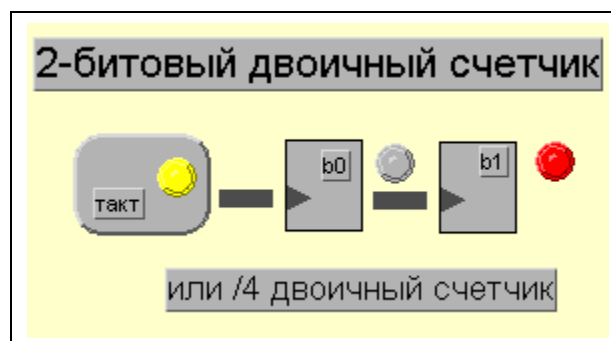 2-битовый двоичный счетчик
такт
b0
b1
или /4 двоичный счетчик